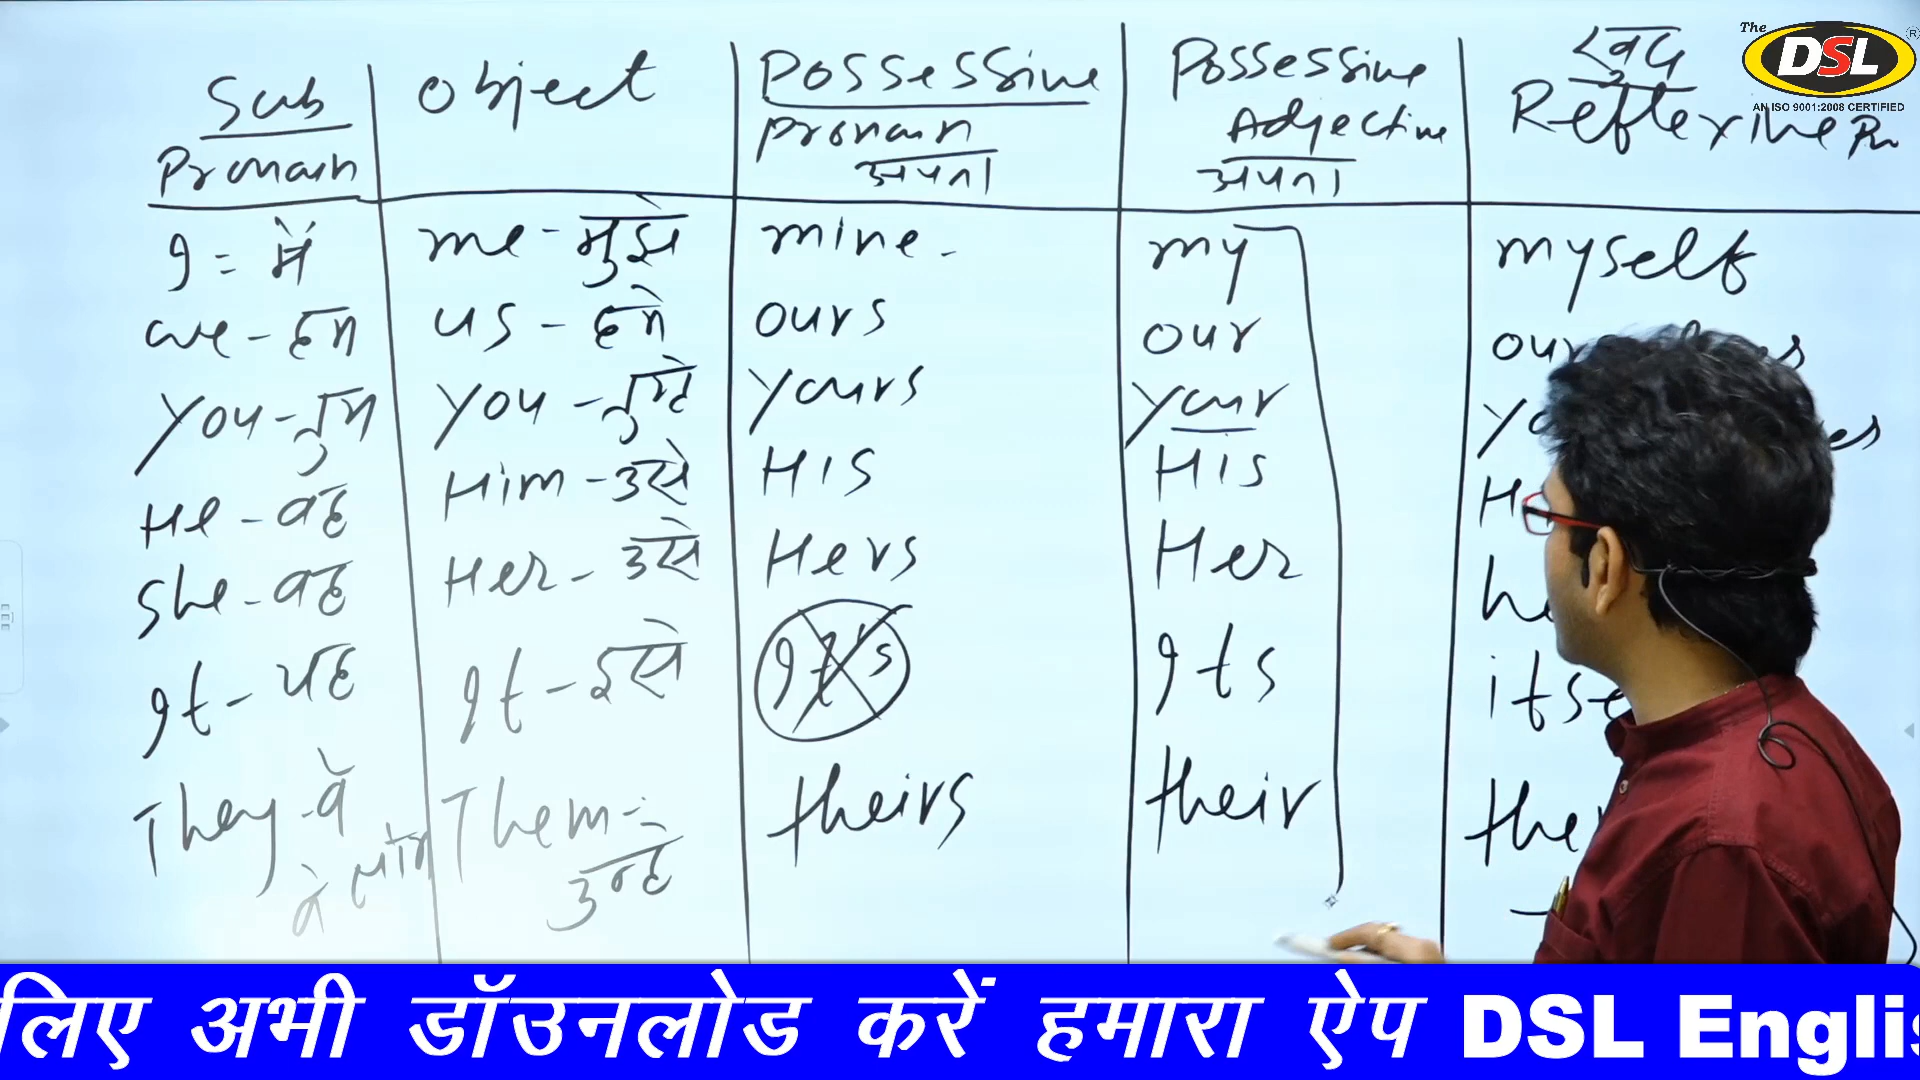 The DSL ®
AN ISO 9001:2008 CERTIFIED
Sub Pronoun
Object
Possessive Pronoun अपना
Possessive Adjective अपना
स्वयं Reflexive Pr
I = मैं me - मुझे mine - my myself
we - हम us - हमे ours our
You - तुम You - तुम्हे yours your
He - वह Him - उसे His His
She - वह Her - उसे Hers Her
It - यह It - इसे Its Its
They - वे Them - theirs their
वे लोग उन्हे
लिए अभी डॉउनलोड करें हमारा ऐप DSL Englis